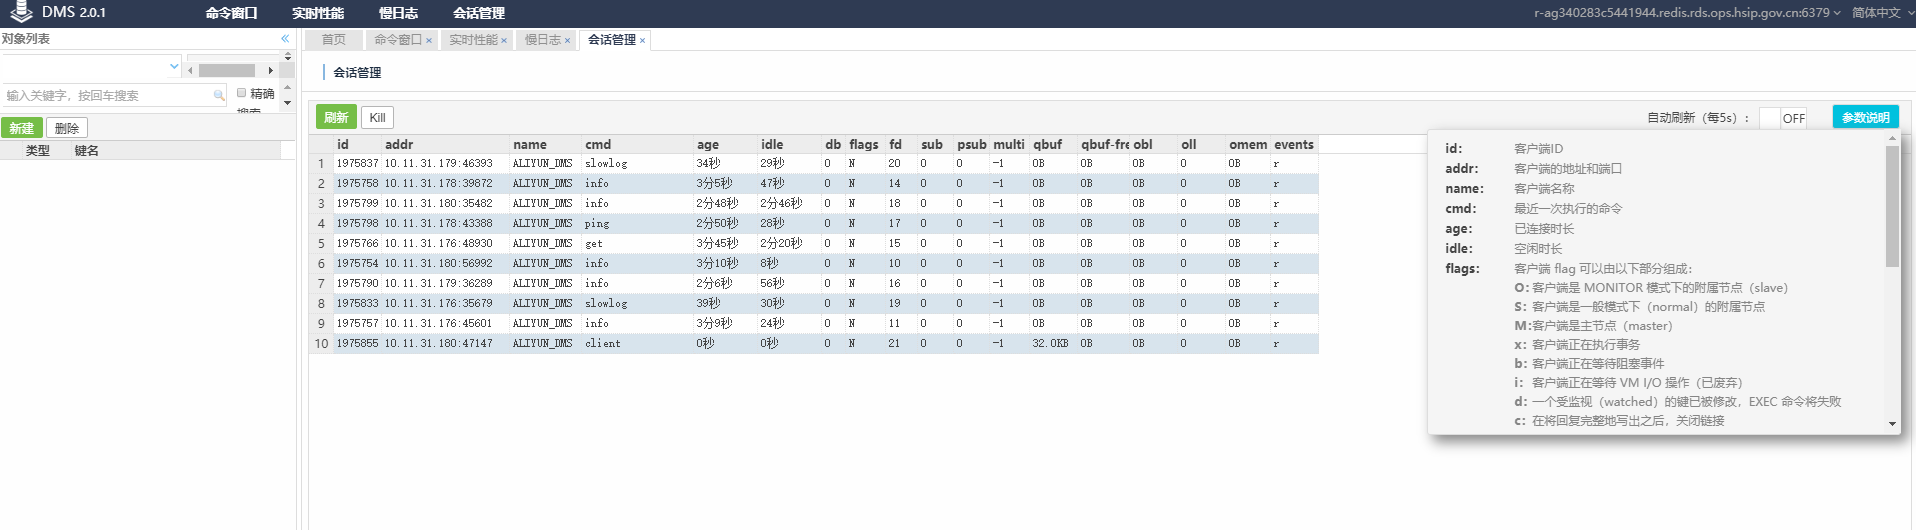 DMS 2.0.1 命令窗口 实时性能 慢日志 会话管理 r-ag340283c5441944.redis.rds.ops.hsip.gov.cn:6379 简体中文
对象列表 «
首页 命令窗口 × 实时性能 × 慢日志 × 会话管理 ×
会话管理
输入关键字，按回车搜索 精确
新建 删除
类型 键名
刷新 Kill 自动刷新（每5s）： OFF 参数说明
id addr name cmd age idle db flags fd sub psub multi qbuf qbuf-fre obl oll omem events
1 1975837 10.11.31.179:46393 ALIYUN_DMS slowlog 34秒 29秒 0 N 20 0 0 -1 0B 0B 0 0 0B r
2 1975758 10.11.31.178:39872 ALIYUN_DMS info 3分5秒 47秒 0 N 14 0 0 -1 0B 0B 0 0 0B r
3 1975799 10.11.31.180:35482 ALIYUN_DMS info 2分48秒 2分46秒 0 N 18 0 0 -1 0B 0B 0 0 0B r
4 1975798 10.11.31.178:43388 ALIYUN_DMS ping 2分50秒 28秒 0 N 17 0 0 -1 0B 0B 0 0 0B r
5 1975766 10.11.31.176:48930 ALIYUN_DMS get 3分45秒 2分20秒 0 N 15 0 0 -1 0B 0B 0 0 0B r
6 1975754 10.11.31.180:56992 ALIYUN_DMS info 3分10秒 8秒 0 N 10 0 0 -1 0B 0B 0 0 0B r
7 1975790 10.11.31.179:36289 ALIYUN_DMS info 2分6秒 56秒 0 N 16 0 0 -1 0B 0B 0 0 0B r
8 1975833 10.11.31.176:35679 ALIYUN_DMS slowlog 39秒 30秒 0 N 19 0 0 -1 0B 0B 0 0 0B r
9 1975757 10.11.31.176:45601 ALIYUN_DMS info 3分9秒 24秒 0 N 11 0 0 -1 0B 0B 0 0 0B r
10 1975855 10.11.31.180:47147 ALIYUN_DMS client 0秒 0秒 0 N 21 0 0 -1 32.0KB 0B 0 0 0B r
id: 客户端ID
addr: 客户端的地址和端口
name: 客户端名称
cmd: 最近一次执行的命令
age: 已连接时长
idle: 空闲时长
flags: 客户端 flag 可以由以下部分组成：
O: 客户端是 MONITOR 模式下的附属节点（slave）
S: 客户端是一般模式下（normal）的附属节点
M: 客户端是主节点（master）
x: 客户端正在执行事务
b: 客户端正在等待阻塞事件
i: 客户端正在等待 VM I/O 操作（已废弃）
d: 一个受监视（watched）的键已被修改，EXEC 命令将失败
c: 在将回复完整地写出之后，关闭链接